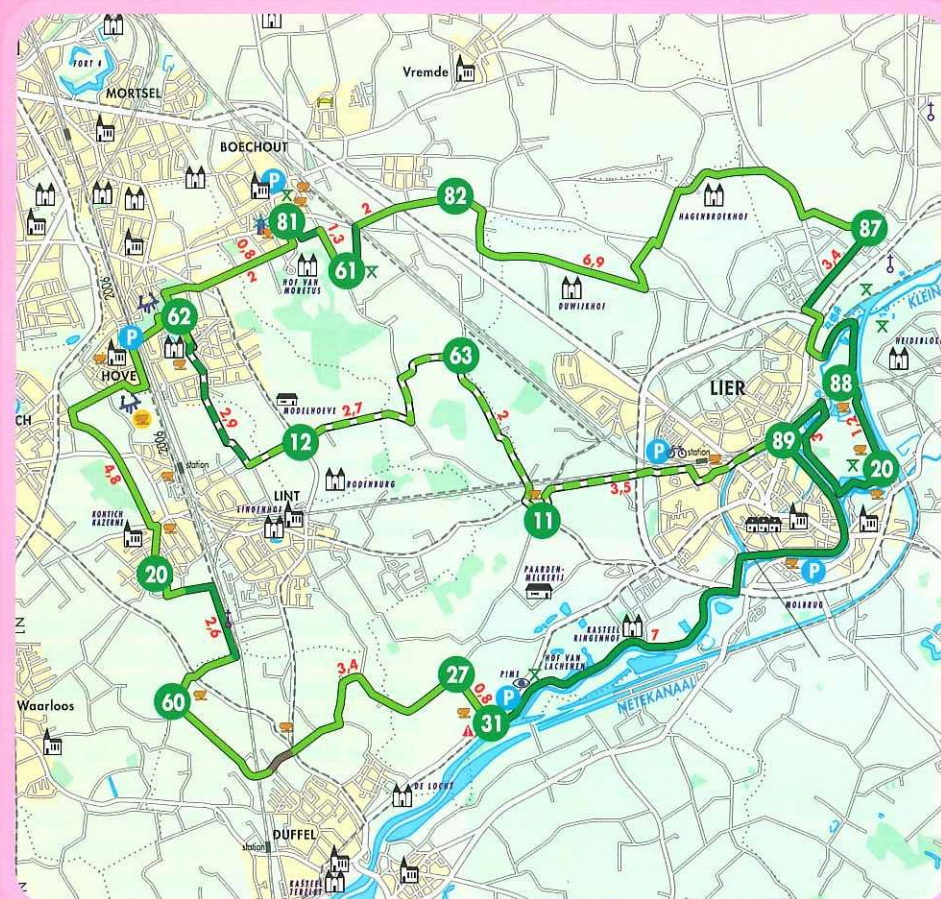 FORT 4
MORTSEL
Vremde
BOECHOUT
P
82
HAGENBROEKHOF
81
2
87
0,8
1,3
2
61
HOF VAN
MORETUS
6,9
3,4
DUWIJKHOF
KLEIN
2006
62
P
63
HOVE
LIER
88
MODELHOEVE
2,7
2
2,9
12
3
1,2
2006
station
P
station
89
20
4,8
RODENBURG
LINT
3,5
LINDENHOF
11
KONTICH
KAZERNE
20
PAARDEN-
MELKERIJ
P
MOLBRUG
2,6
KASTEEL
RINGENHOF
7
HOF VAN
LACHENEN
27
3,4
0,8
P
60
31
NETEKANAAL
Waarloos
DE LOCHT
DUFFEL
station
KASTEEL